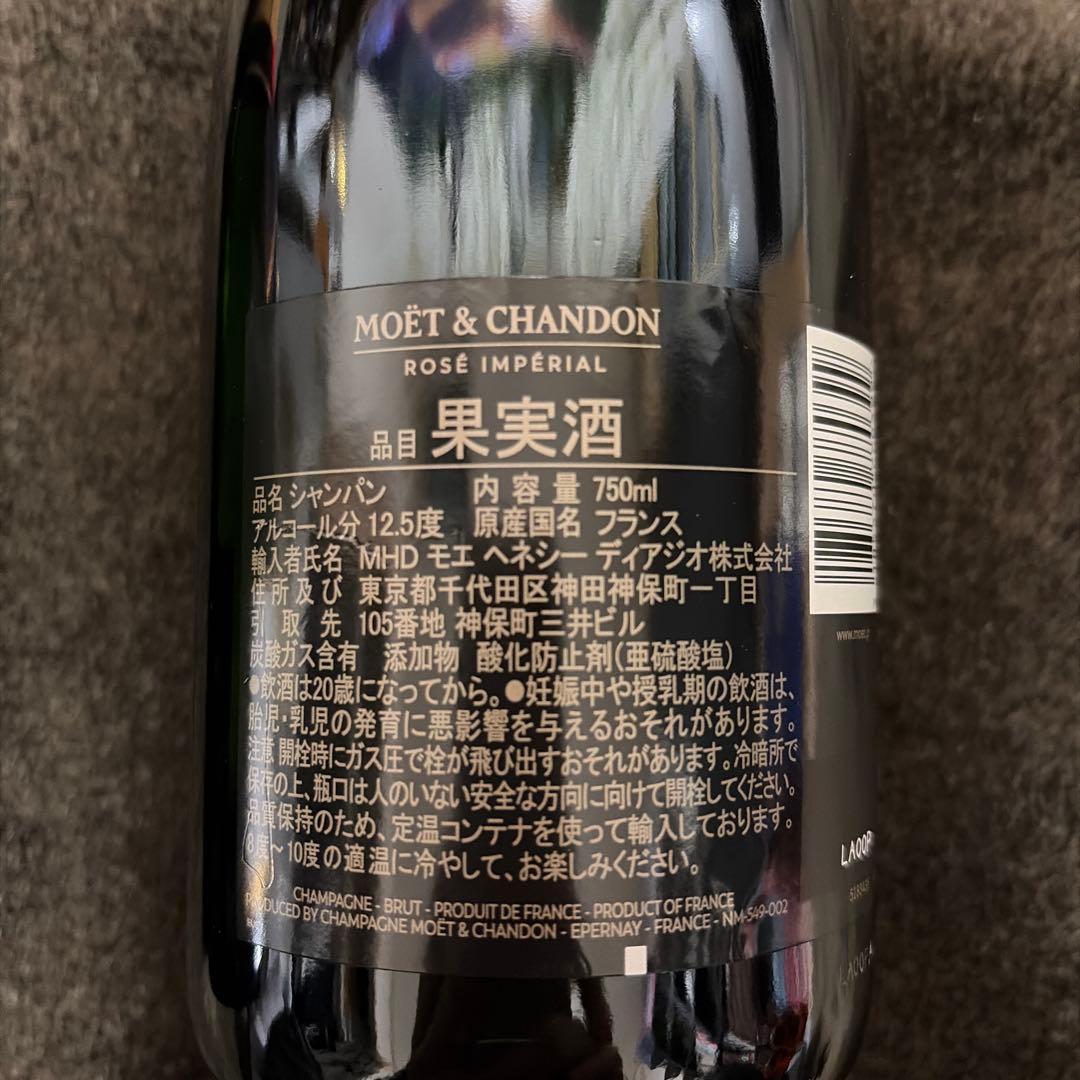 MOËT & CHANDON
ROSÉ IMPÉRIAL
品目 果実酒
品名 シャンパン 内容量 750ml
アルコール分 12.5度 原産国名 フランス
輸入者氏名 MHD モエ ヘネシー ディアジオ株式会社
住所及び 東京都千代田区神田神保町一丁目
引取先 105番地 神保町三井ビル
炭酸ガス含有 添加物 酸化防止剤(亜硫酸塩)
●飲酒は20歳になってから。●妊娠中や授乳期の飲酒は、
胎児・乳児の発育に悪影響を与えるおそれがあります。
注意 開栓時にガス圧で栓が飛び出すおそれがあります。冷暗所で
保存の上、瓶口は人のいない安全な方向に向けて開栓してください。
品質保持のため、定温コンテナを使って輸入しております。
8度〜10度の適温に冷やして、お楽しみください。
CHAMPAGNE - BRUT - PRODUIT DE FRANCE - PRODUCT OF FRANCE
PRODUCED BY CHAMPAGNE MOËT & CHANDON - EPERNAY - FRANCE - NM-549-002
www.moet
LAOOP